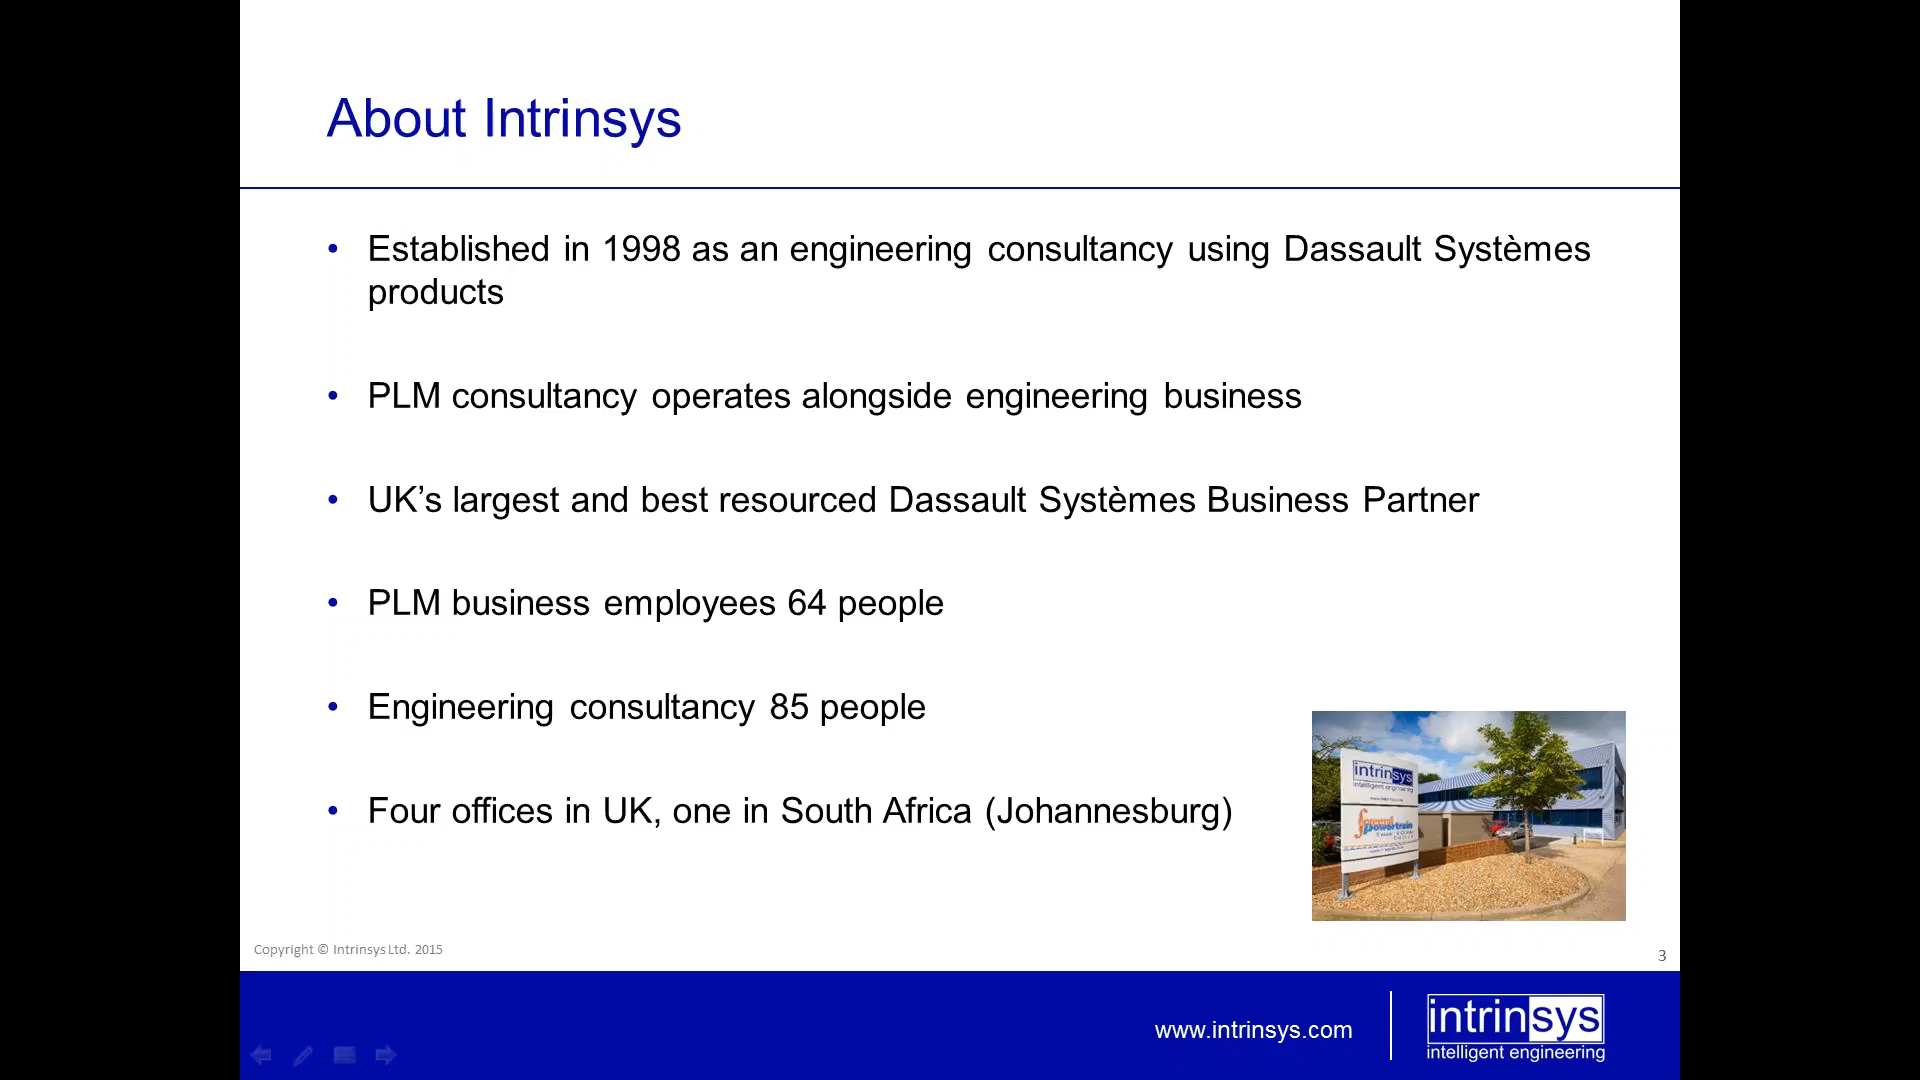 About Intrinsys
• Established in 1998 as an engineering consultancy using Dassault Systèmes
products
• PLM consultancy operates alongside engineering business
• UK’s largest and best resourced Dassault Systèmes Business Partner
• PLM business employees 64 people
• Engineering consultancy 85 people
• Four offices in UK, one in South Africa (Johannesburg)
intrinsys
intelligent engineering
powertrain
Copyright © Intrinsys Ltd. 2015
3
www.intrinsys.com
intrinsys
intelligent engineering